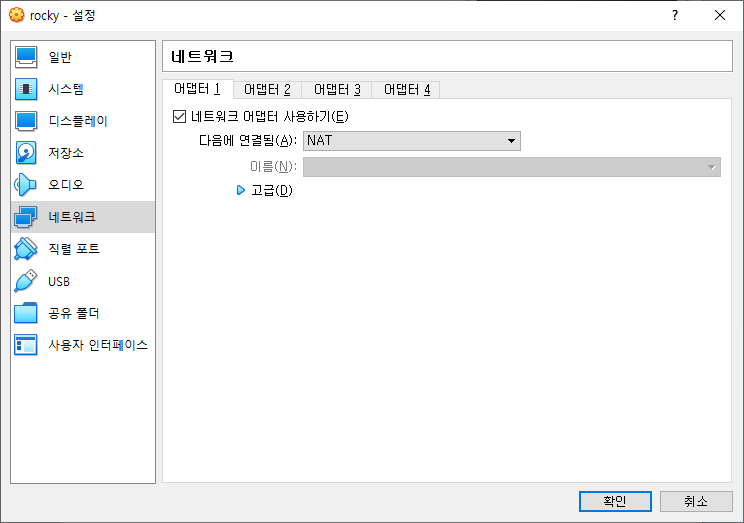 rocky - 설정
?
일반
시스템
디스플레이
저장소
오디오
네트워크
직렬 포트
USB
공유 폴더
사용자 인터페이스
네트워크
어댑터 1 어댑터 2 어댑터 3 어댑터 4
네트워크 어댑터 사용하기(E)
다음에 연결됨(A): NAT
이름(N):
고급(D)
확인 취소